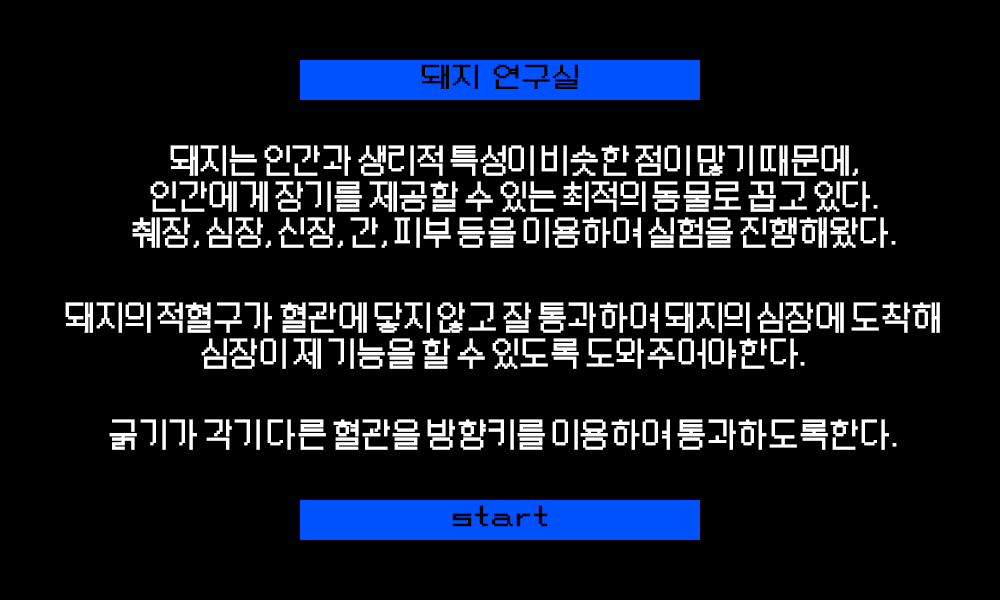 돼지 연구실
돼지는 인간과 생리적 특성이 비슷한 점이 많기 때문에,
인간에게 장기를 제공할 수 있는 최적의 동물로 꼽고 있다.
췌장, 심장, 신장, 간, 피부 등을 이용하여 실험을 진행해왔다.
돼지의 적혈구가 혈관에 닿지 않고 잘 통과하여 돼지의 심장에 도착해
심장이 제 기능을 할 수 있도록 도와주어야한다.
굵기가 각기 다른 혈관을 방향키를 이용하여 통과하도록한다.
start